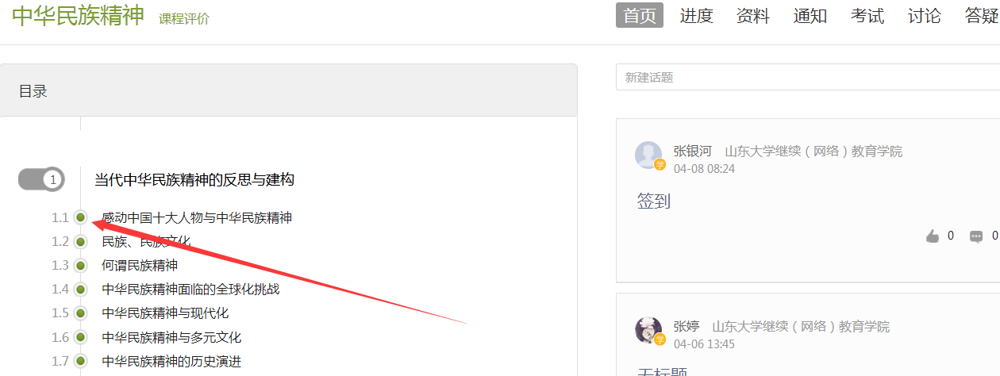 中华民族精神 课程评价
首页 进度 资料 通知 考试 讨论 答疑
目录
1 当代中华民族精神的反思与建构
1.1 感动中国十大人物与中华民族精神
1.2 民族、民族文化
1.3 何谓民族精神
1.4 中华民族精神面临的全球化挑战
1.5 中华民族精神与现代化
1.6 中华民族精神与多元文化
1.7 中华民族精神的历史演进
新建话题
张银河 山东大学继续（网络）教育学院
学 04-08 08:24
签到
0 0
张婷 山东大学继续（网络）教育学院
学 04-06 13:45
无标题